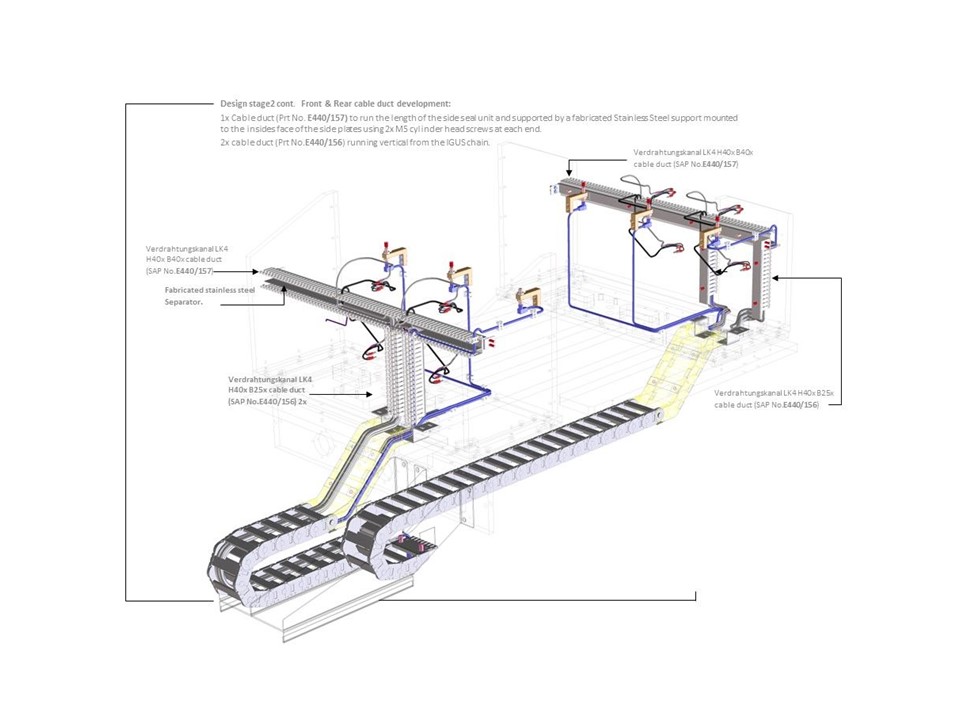 Design stage2 cont.   Front & Rear cable duct development:
1x Cable duct (Prt No. E440/157) to run the length of the side seal unit and supported by a fabricated Stainless Steel support mounted
to the insides face of the side plates using 2x M5 cylinder head screws at each end.
2x cable duct (Prt No.E440/156) running vertical from the IGUS chain.
Verdrahtungskanal LK4 H40x B40x
cable duct (SAP No.E440/157)
Verdrahtungskanal LK4
H40x B40x cable duct
(SAP No.E440/157)
Fabricated stainless steel
Separator.
Verdrahtungskanal LK4
H40x B25x cable duct
(SAP No.E440/156) 2x
Verdrahtungskanal LK4 H40x B25x
cable duct (SAP No.E440/156)